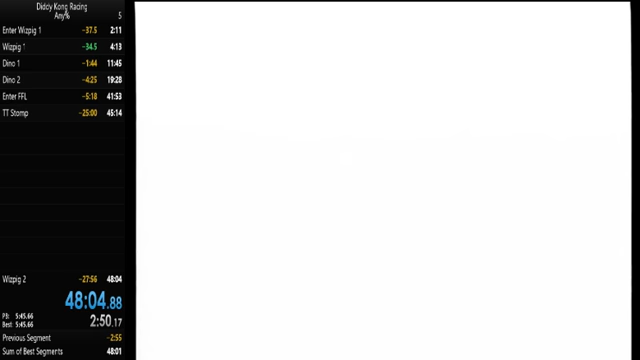 Diddy Kong Racing
Any% 5
Enter Wizpig 1 -37.5 2:11
Wizpig 1 -34.5 4:13
Dino 1 -1:44 11:45
Dino 2 -4:25 19:28
Enter FFL -5:18 41:53
TT Stomp -25:00 45:14
Wizpig 2 -27:56 48:04
48:04.88
PB: 5:45.66
Best: 5:45.66
2:50.17
Previous Segment -2:55
Sum of Best Segments 48:01